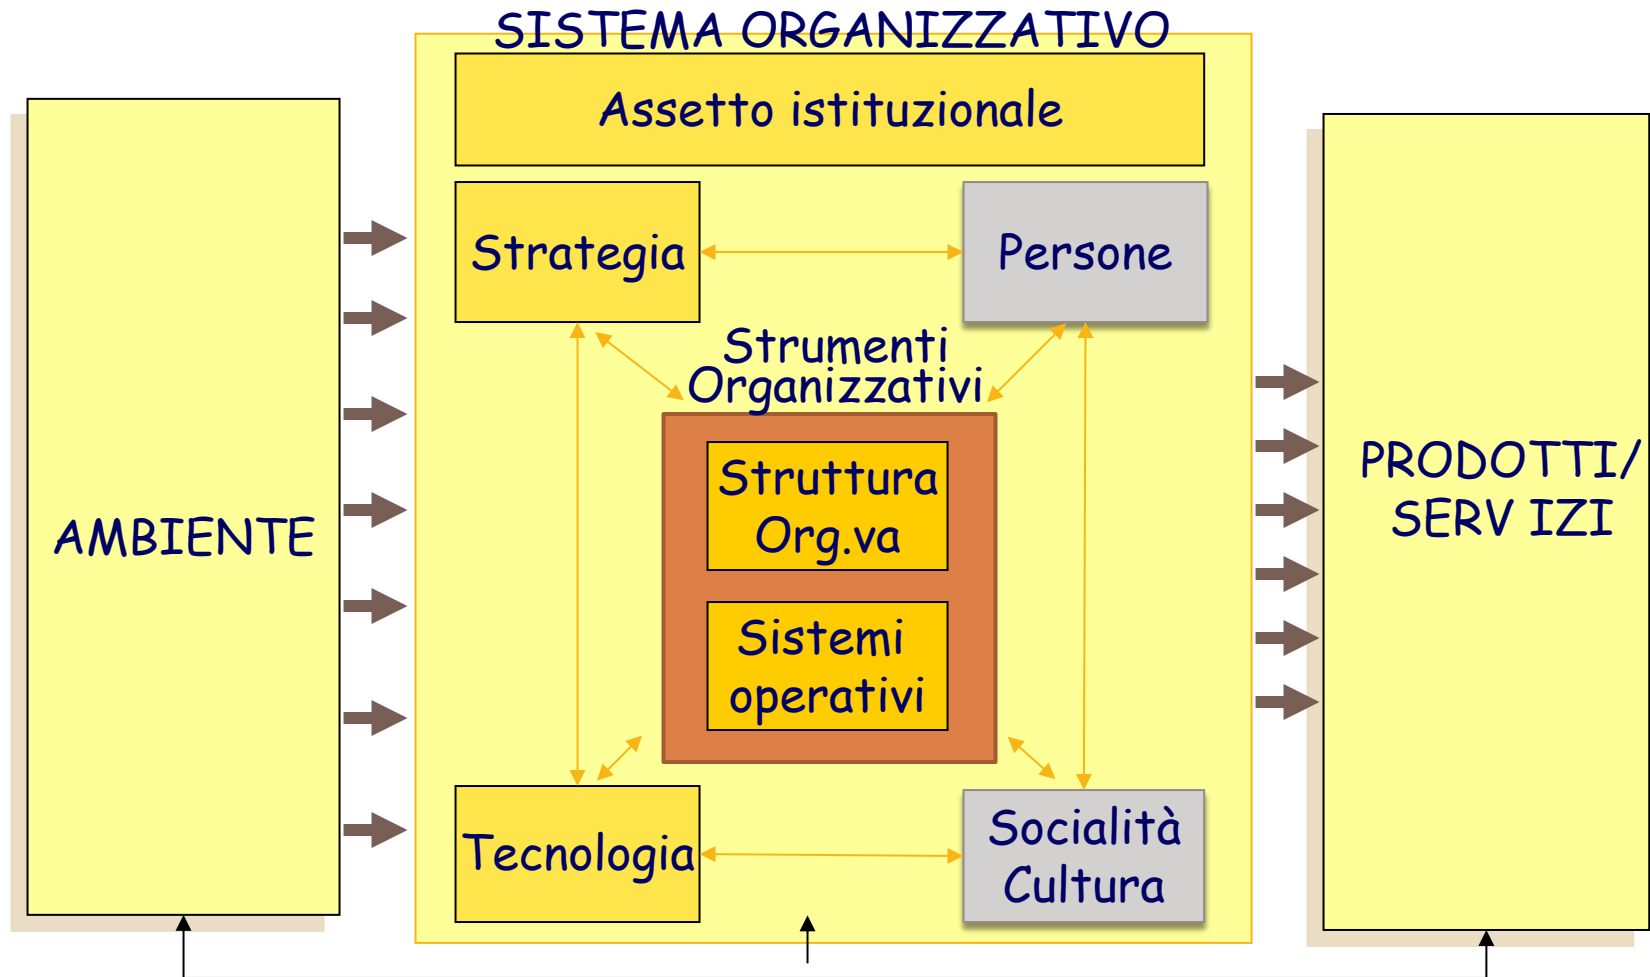 SISTEMA ORGANIZZATIVO
Assetto istituzionale
Strategia
Persone
Strumenti
Organizzativi
Struttura
Org.va
Sistemi
operativi
Tecnologia
Socialità
Cultura
AMBIENTE
PRODOTTI/
SERV IZI